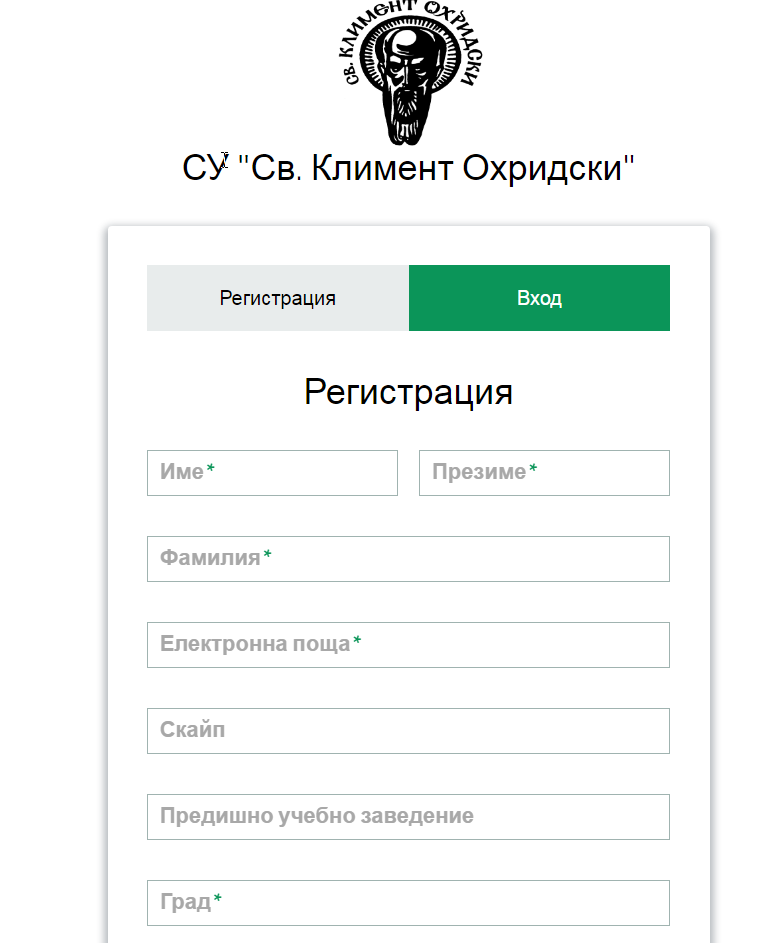 СВ. КЛИМЕНТ ОХРИДСКИ
СУ "Св. Климент Охридски"
Регистрация
Вход
Регистрация
Име*
Презиме*
Фамилия*
Електронна поща*
Скайп
Предишно учебно заведение
Град*